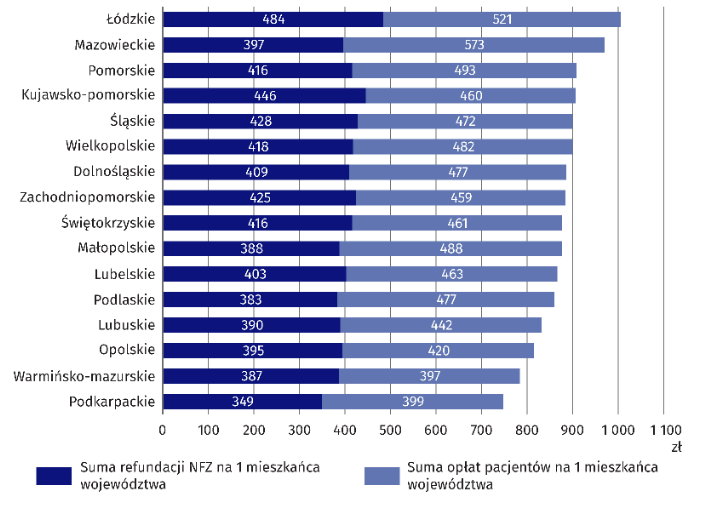 Łódzkie 484 521
Mazowieckie 397 573
Pomorskie 416 493
Kujawsko-pomorskie 446 460
Śląskie 428 472
Wielkopolskie 418 482
Dolnośląskie 409 477
Zachodniopomorskie 425 459
Świętokrzyskie 416 461
Małopolskie 388 488
Lubelskie 403 463
Podlaskie 383 477
Lubuskie 390 442
Opolskie 395 420
Warmińsko-mazurskie 387 397
Podkarpackie 349 399
0 100 200 300 400 500 600 700 800 900 1 000 1 100
zł
Suma refundacji NFZ na 1 mieszkańca
województwa
Suma opłat pacjentów na 1 mieszkańca
województwa